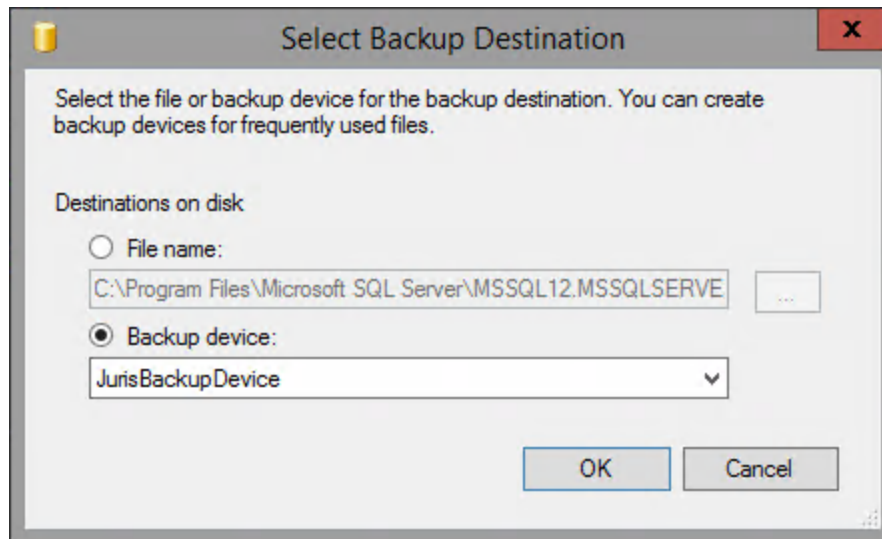 Select Backup Destination
x
Select the file or backup device for the backup destination. You can create
backup devices for frequently used files.
Destinations on disk
File name:
C:\Program Files\Microsoft SQL Server\MSSQL12.MSSQLSERVE
...
Backup device:
JurisBackupDevice
OK
Cancel